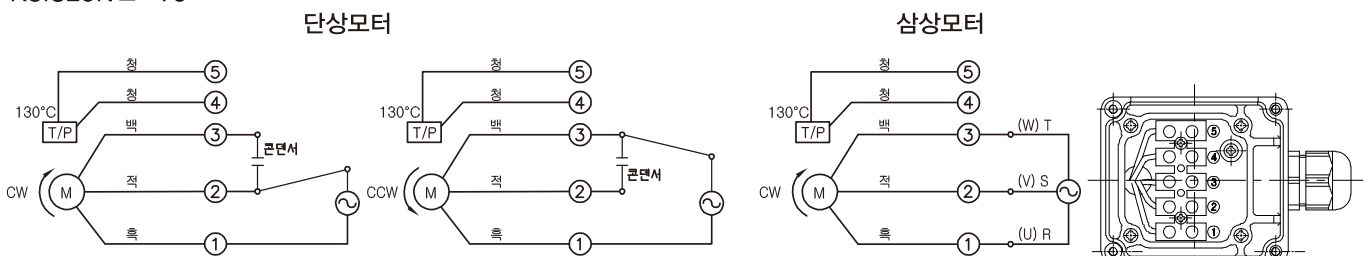 단상모터 삼상모터
청 ⑤ 청 ⑤ 청 ⑤
청 ④ 청 ④ 청 ④
130°C 130°C 130°C
T/P 백 ③ T/P 백 ③ T/P 백 ③ (W) T
콘덴서 콘덴서
CW M 적 ② CCW M 적 ② CW M 적 ② (V) S
흑 ① 흑 ① 흑 ① (U) R
⑤
④
③
②
①